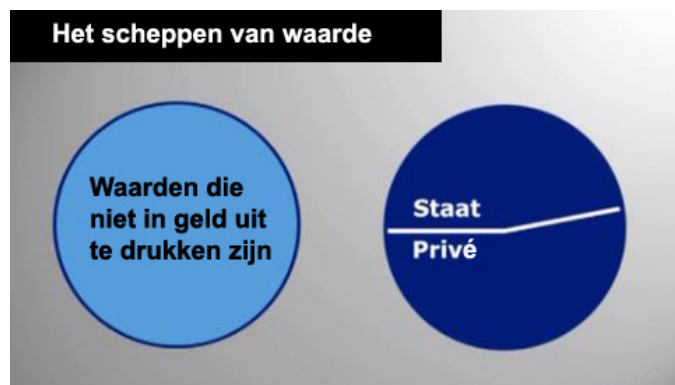 Het scheppen van waarde
Waarden die
niet in geld uit
te drukken zijn
Staat
Privé